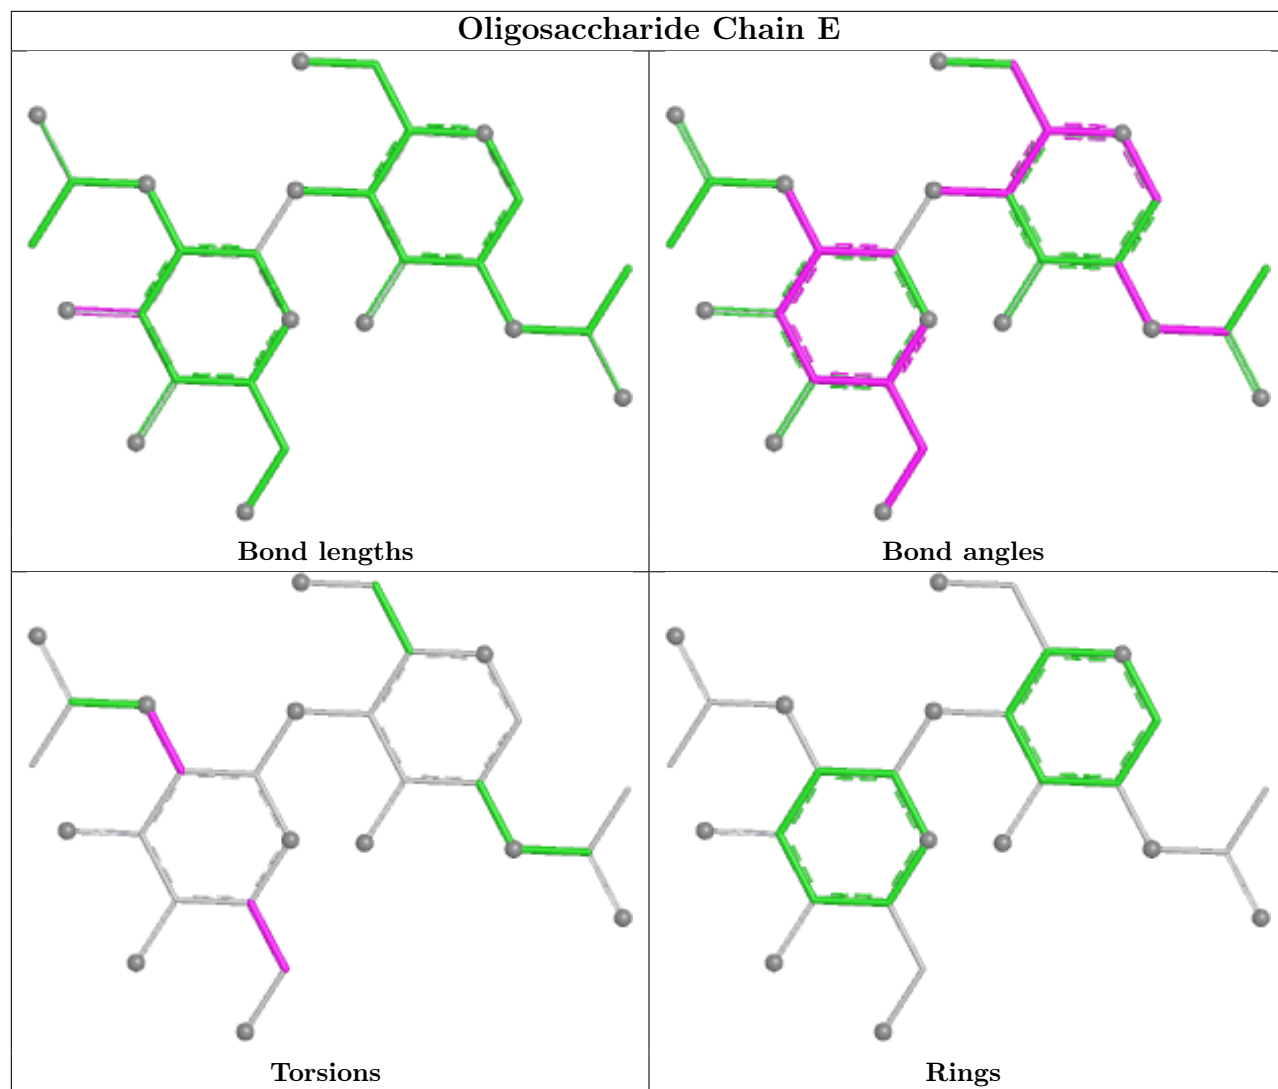 Oligosaccharide Chain E
Bond lengths
Bond angles
Torsions
Rings